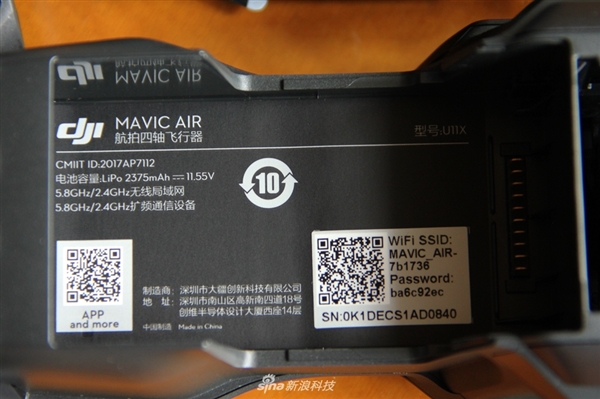 dji MAVIC AIR
dji MAVIC AIR
航拍四轴飞行器
型号:U11X
CMIIT ID:2017AP7112
电池容量:LiPo 2375mAh ⎓ 11.55V
5.8GHz/2.4GHz无线局域网
5.8GHz/2.4GHz扩频通信设备
10
APP
and more
制造商: 深圳市大疆创新科技有限公司
地 址: 深圳市南山区高新南四道18号
创维半导体设计大厦西座14层
中国制造 Made in China
WiFi SSID:
MAVIC_AIR-
7b1736
Password:
ba6c92ec
SN:0K1DECS1AD0840
sina新浪科技